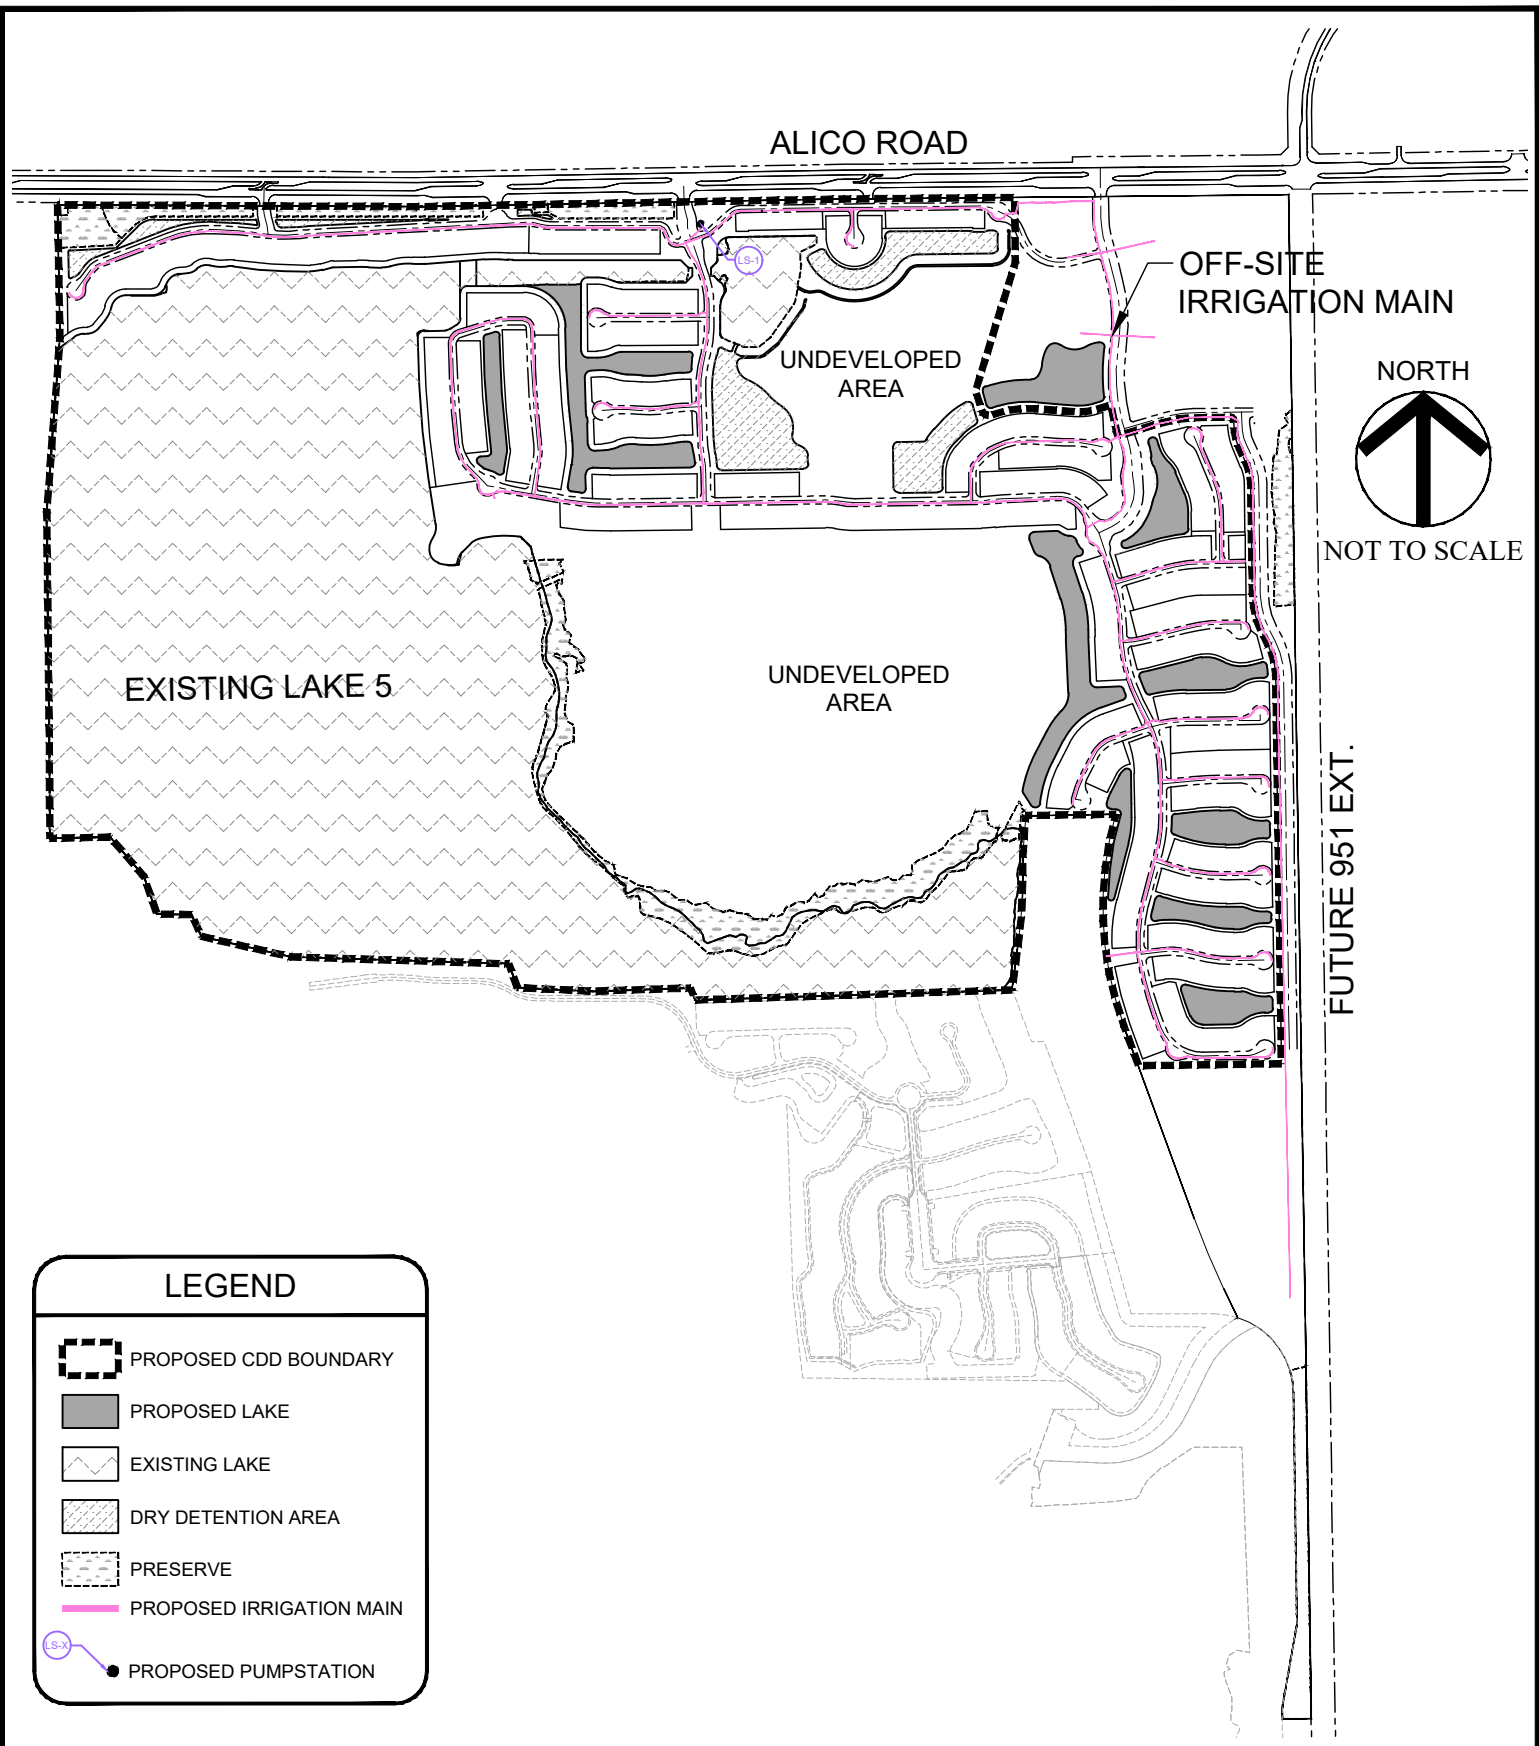 ALICO ROAD
LS-1
OFF-SITE
IRRIGATION MAIN
UNDEVELOPED
AREA
NORTH
NOT TO SCALE
EXISTING LAKE 5
UNDEVELOPED
AREA
FUTURE 951 EXT.
LEGEND
PROPOSED CDD BOUNDARY
PROPOSED LAKE
EXISTING LAKE
DRY DETENTION AREA
PRESERVE
PROPOSED IRRIGATION MAIN
LS-X
PROPOSED PUMPSTATION